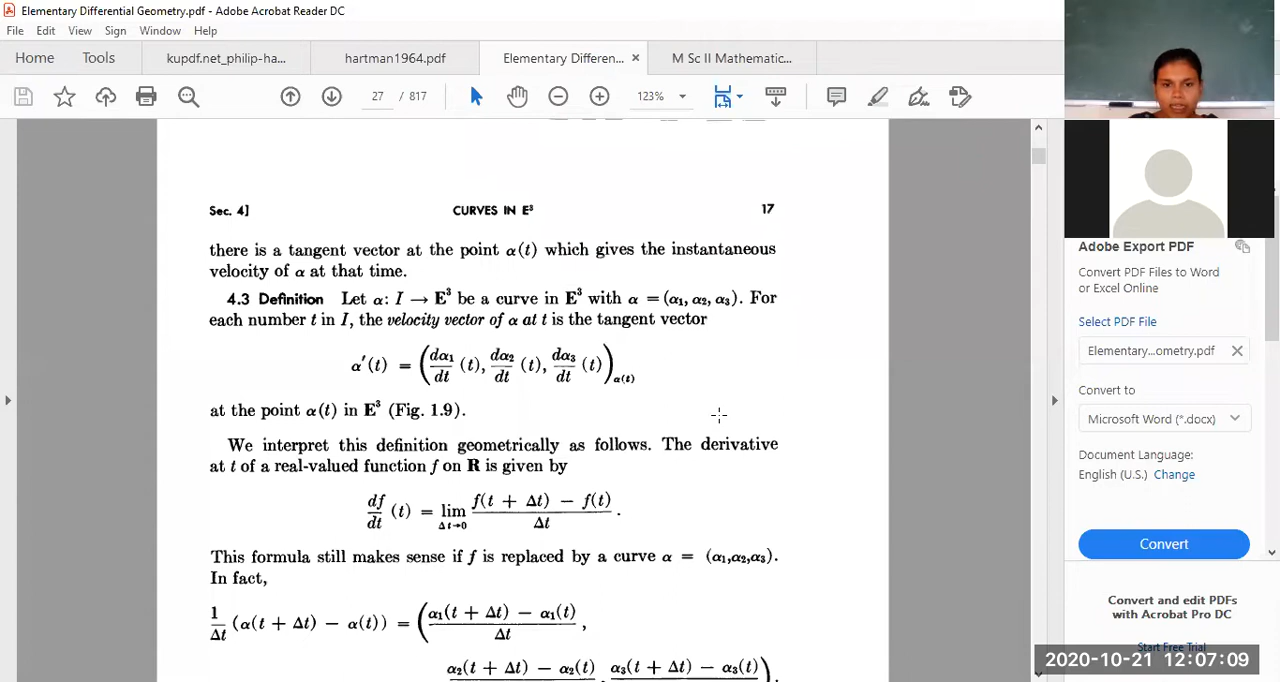 Elementary Differential Geometry.pdf - Adobe Acrobat Reader DC
File Edit View Sign Window Help
Home Tools kupdf.net_philip-ha... hartman1964.pdf Elementary Differen... × M Sc II Mathematic...
27 / 817 123%
Sec. 4] CURVES IN E³ 17
there is a tangent vector at the point α(t) which gives the instantaneous
velocity of α at that time.
4.3 Definition Let α: I → E³ be a curve in E³ with α = (α₁, α₂, α₃). For
each number t in I, the velocity vector of α at t is the tangent vector
α′(t) = (dα₁/dt (t), dα₂/dt (t), dα₃/dt (t))α(t)
at the point α(t) in E³ (Fig. 1.9).
We interpret this definition geometrically as follows. The derivative
at t of a real-valued function f on R is given by
df/dt (t) = lim Δt→0 f(t + Δt) − f(t) / Δt .
This formula still makes sense if f is replaced by a curve α = (α₁,α₂,α₃).
In fact,
1/Δt (α(t + Δt) − α(t)) = (α₁(t + Δt) − α₁(t) / Δt ,
α₂(t + Δt) − α₂(t) , α₃(t + Δt) − α₃(t) ) .
Adobe Export PDF
Convert PDF Files to Word
or Excel Online
Select PDF File
Elementary...ometry.pdf ×
Convert to
Microsoft Word (*.docx)
Document Language:
English (U.S.) Change
Convert
Convert and edit PDFs
with Acrobat Pro DC
Start Free Trial
2020-10-21 12:07:09